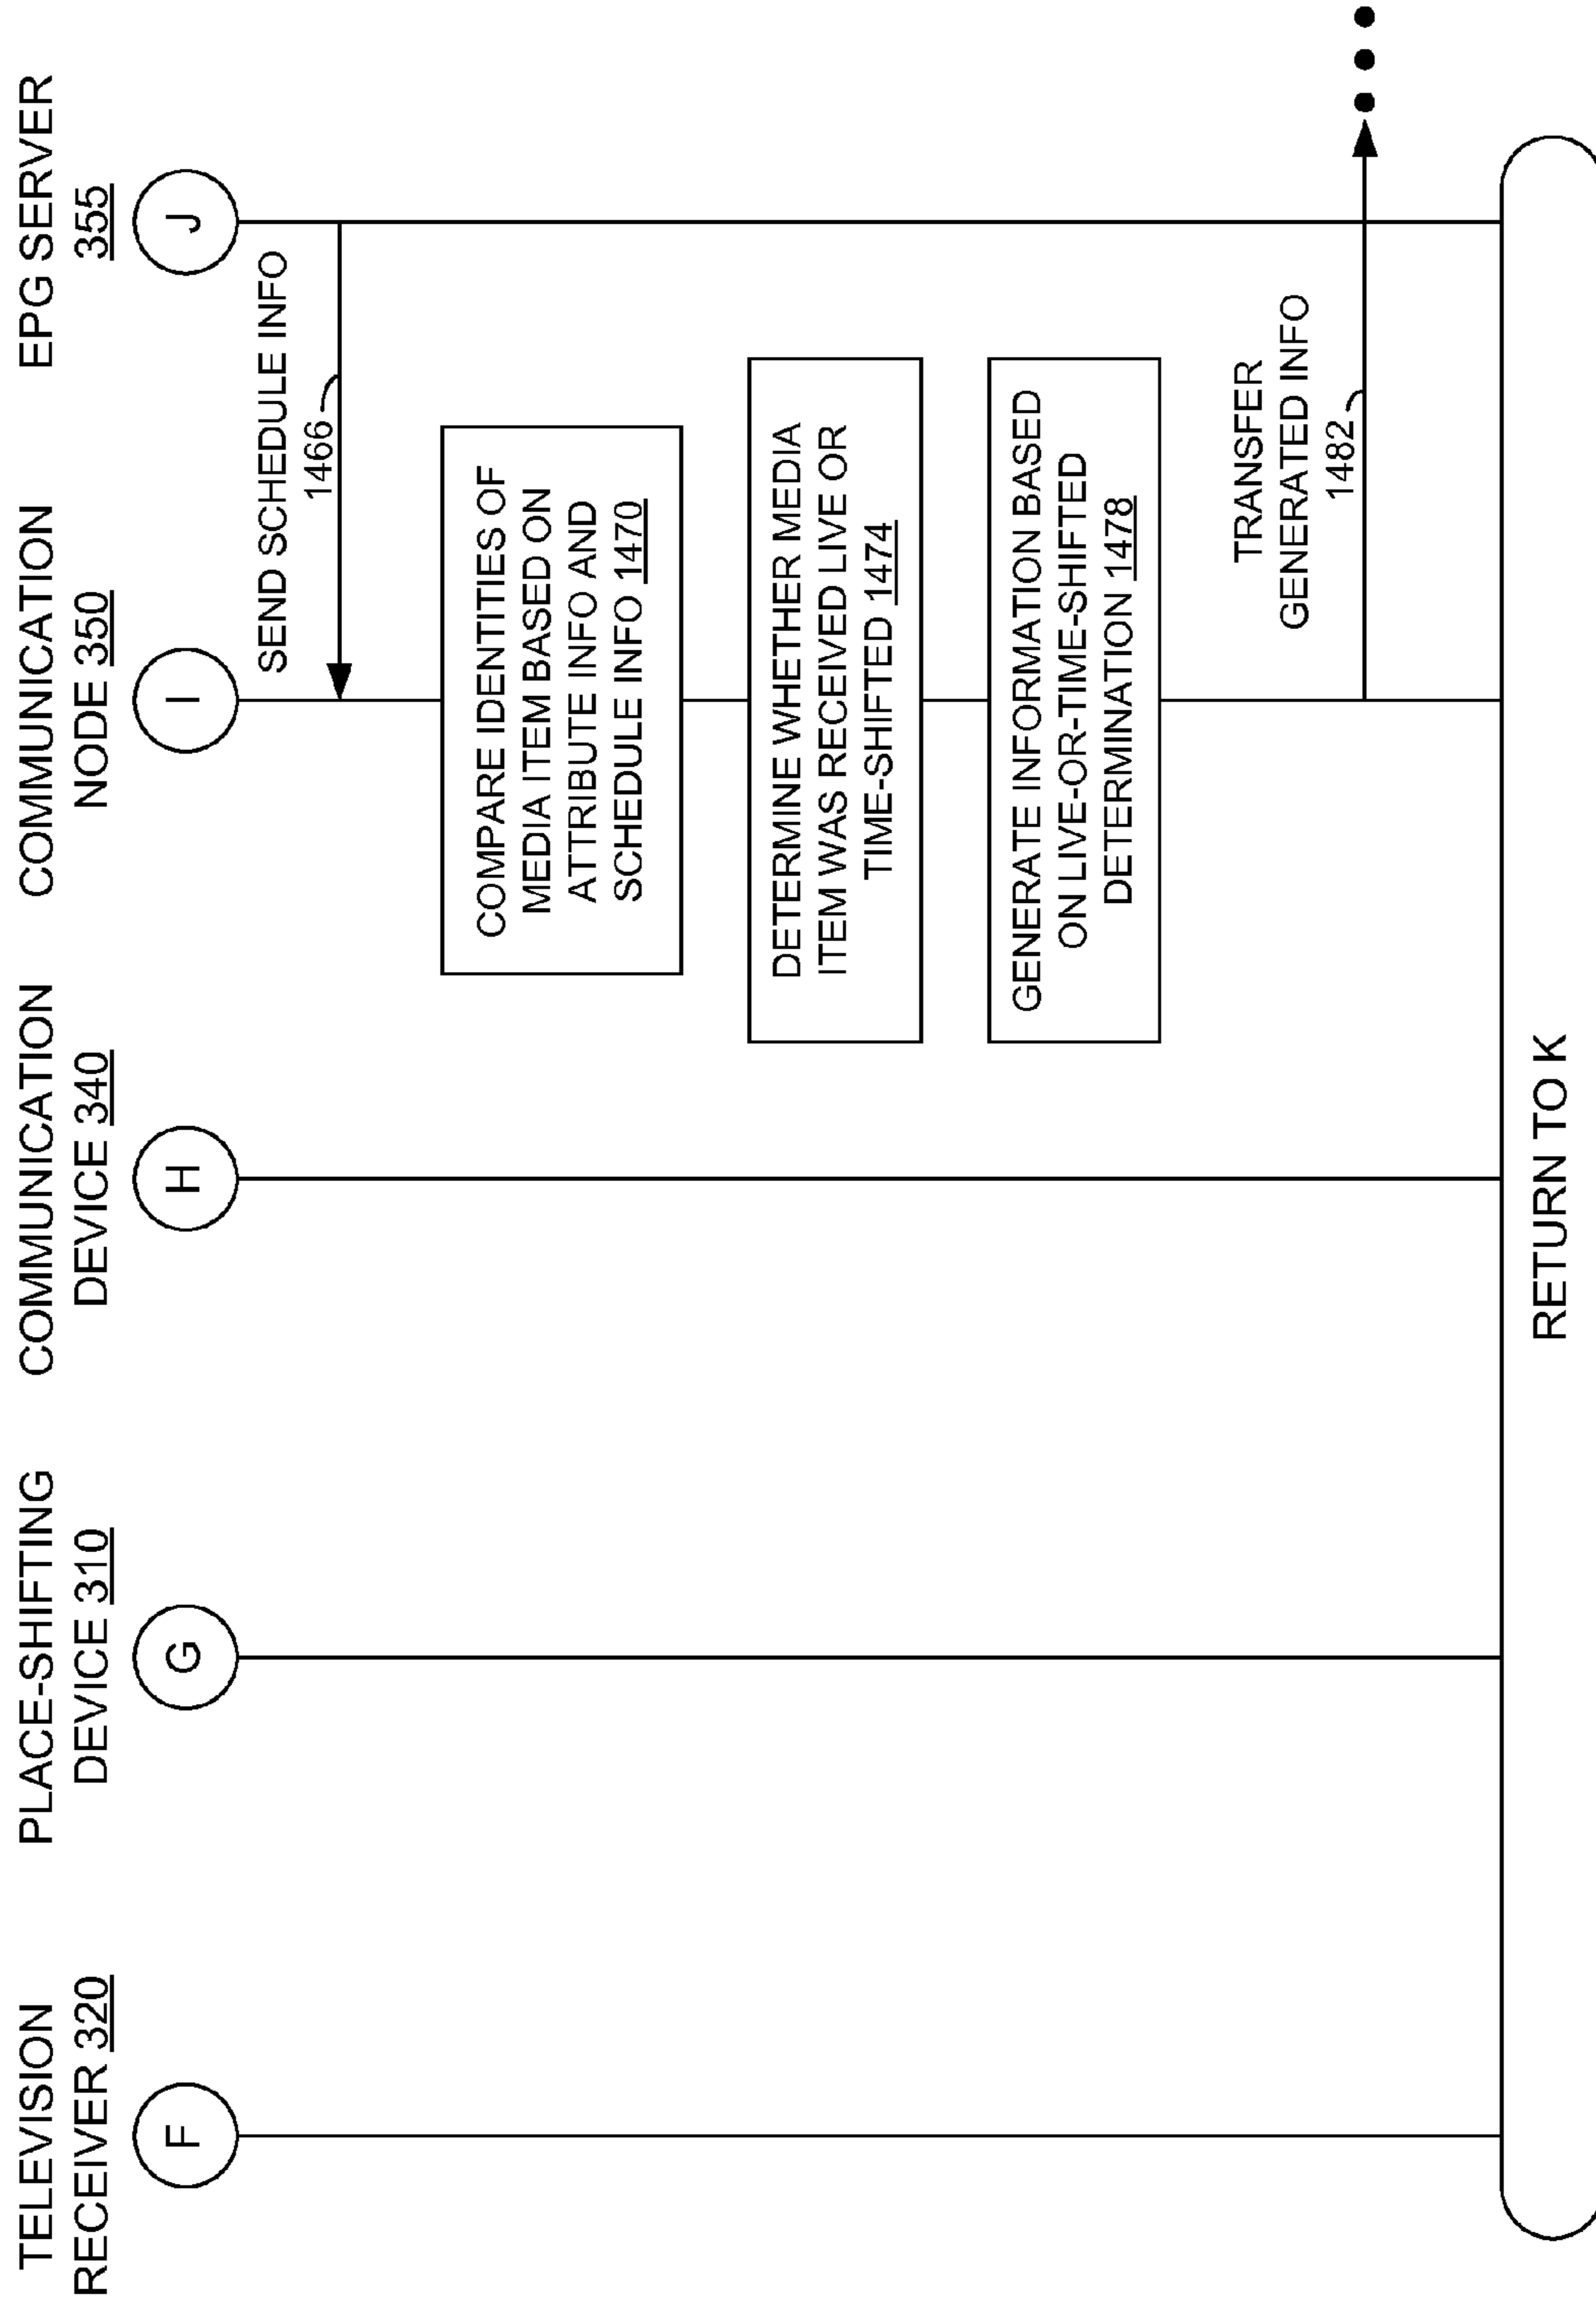 TELEVISION
RECEIVER 320
PLACE-SHIFTING
DEVICE 310
COMMUNICATION
DEVICE 340
COMMUNICATION
NODE 350
EPG SERVER
355
F
G
H
I
J
SEND SCHEDULE INFO
1466
COMPARE IDENTITIES OF
MEDIA ITEM BASED ON
ATTRIBUTE INFO AND
SCHEDULE INFO 1470
DETERMINE WHETHER MEDIA
ITEM WAS RECEIVED LIVE OR
TIME-SHIFTED 1474
GENERATE INFORMATION BASED
ON LIVE-OR-TIME-SHIFTED
DETERMINATION 1478
TRANSFER
GENERATED INFO
1482
RETURN TO K